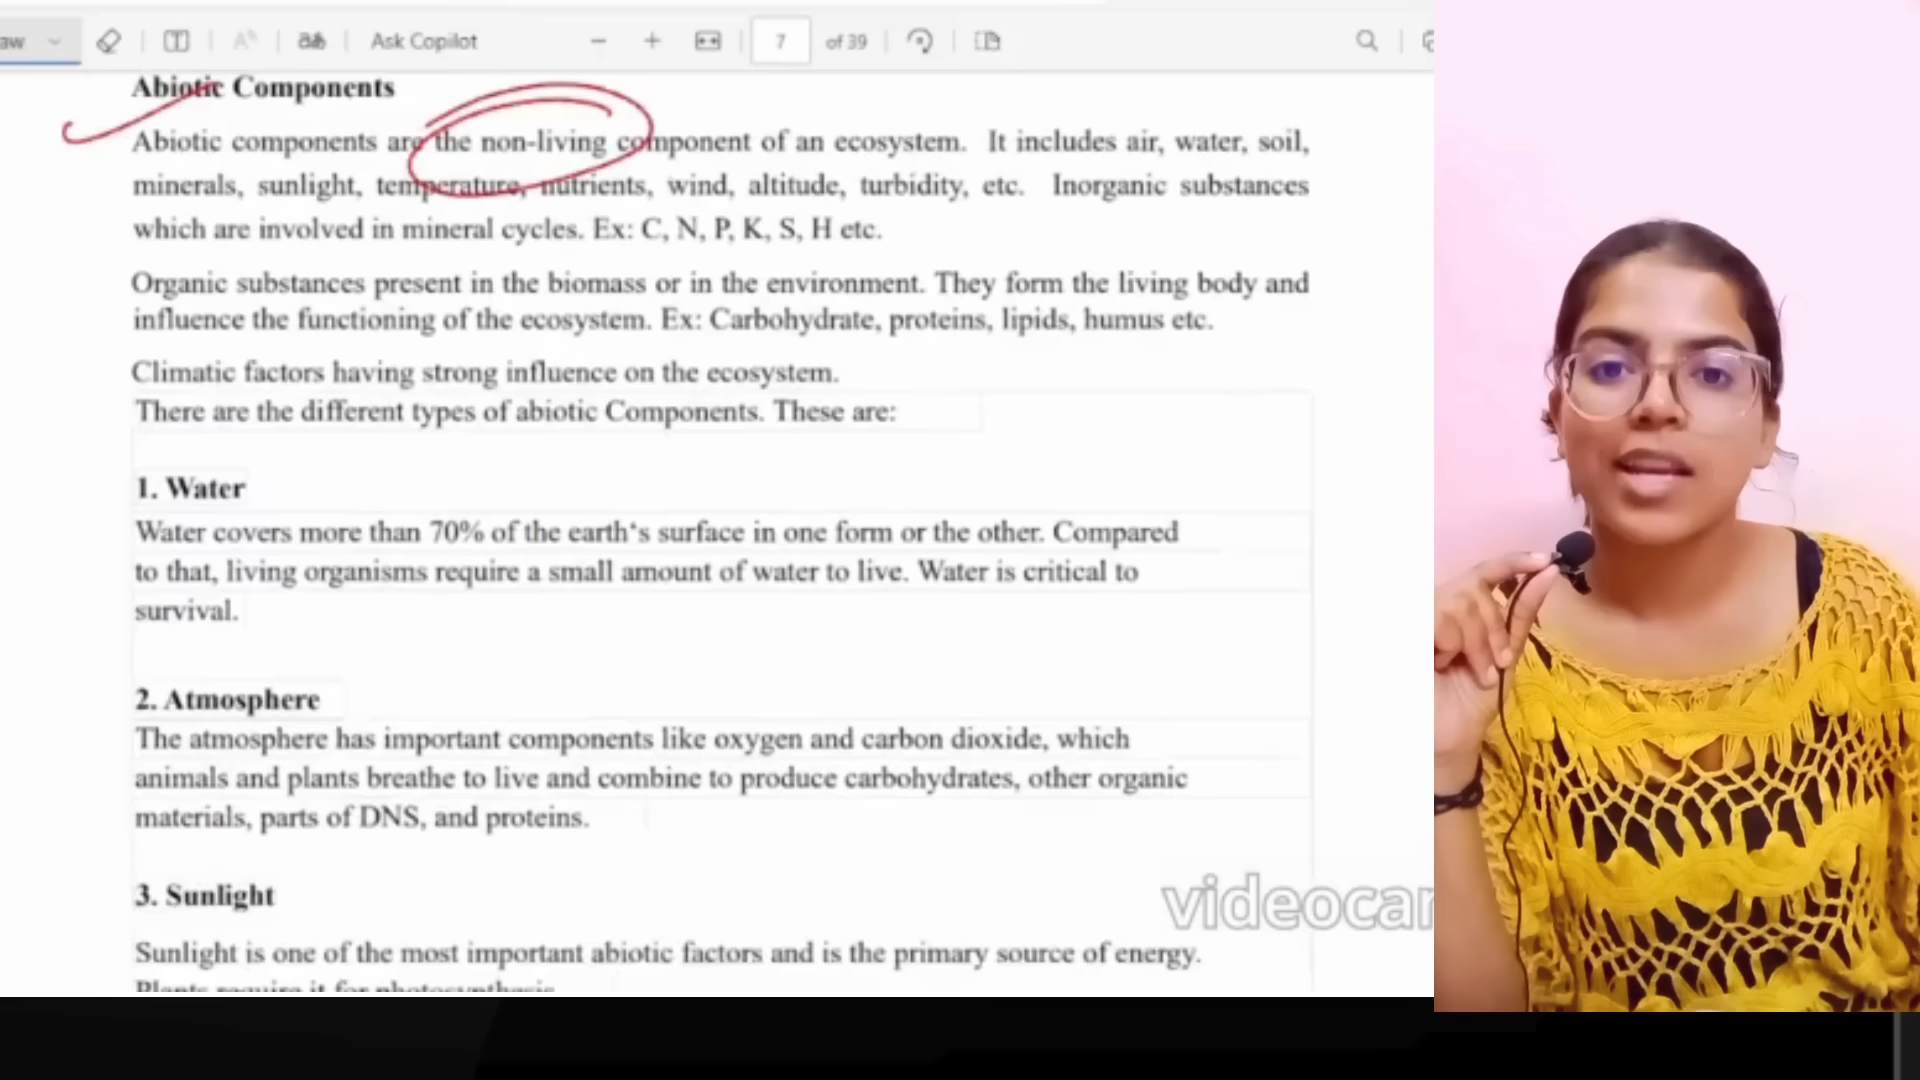 aw
Ask Copilot
7 of 39
Abiotic Components
Abiotic components are the non-living component of an ecosystem. It includes air, water, soil,
minerals, sunlight, temperature, nutrients, wind, altitude, turbidity, etc. Inorganic substances
which are involved in mineral cycles. Ex: C, N, P, K, S, H etc.
Organic substances present in the biomass or in the environment. They form the living body and
influence the functioning of the ecosystem. Ex: Carbohydrate, proteins, lipids, humus etc.
Climatic factors having strong influence on the ecosystem.
There are the different types of abiotic Components. These are:
1. Water
Water covers more than 70% of the earth‘s surface in one form or the other. Compared
to that, living organisms require a small amount of water to live. Water is critical to
survival.
2. Atmosphere
The atmosphere has important components like oxygen and carbon dioxide, which
animals and plants breathe to live and combine to produce carbohydrates, other organic
materials, parts of DNS, and proteins.
3. Sunlight
Sunlight is one of the most important abiotic factors and is the primary source of energy.
Plants require it for photosynthesis
videocar